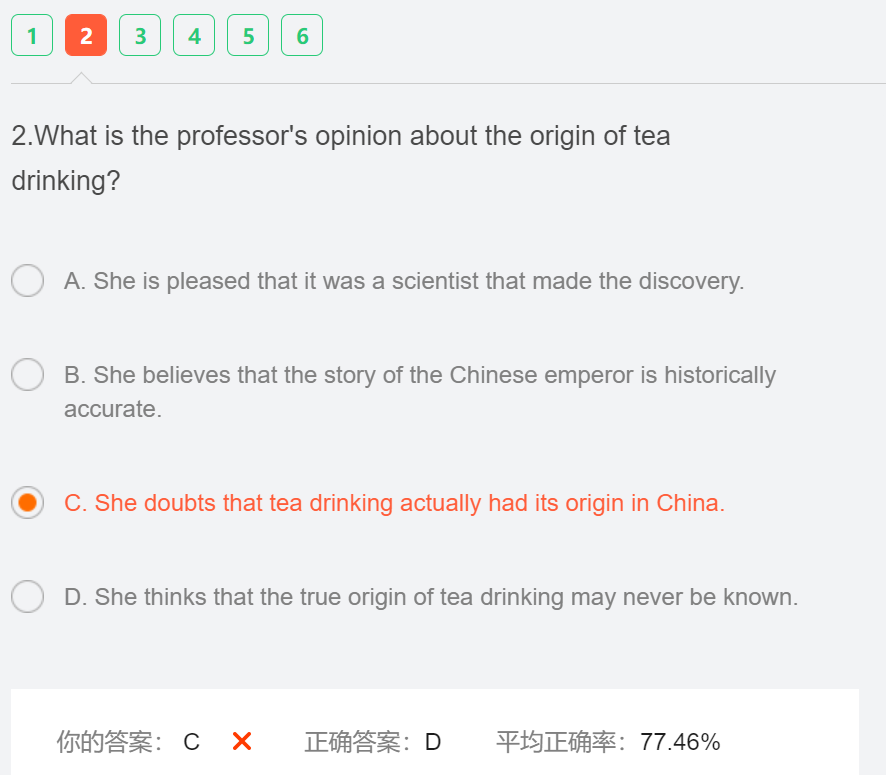 1 2 3 4 5 6
2.What is the professor's opinion about the origin of tea
drinking?
A. She is pleased that it was a scientist that made the discovery.
B. She believes that the story of the Chinese emperor is historically
accurate.
C. She doubts that tea drinking actually had its origin in China.
D. She thinks that the true origin of tea drinking may never be known.
你的答案： C 正确答案： D 平均正确率： 77.46%